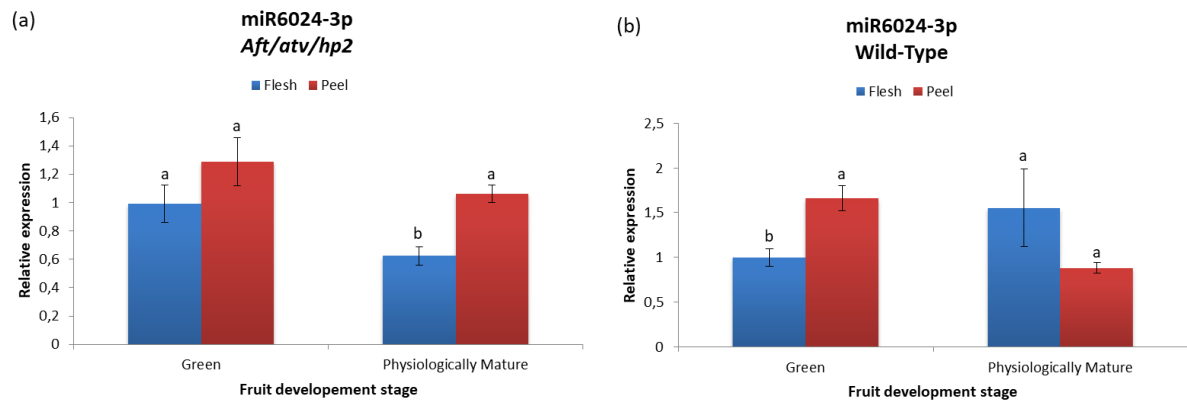 (a)
miR6024-3p
Aft/atv/hp2
Flesh Peel
1,6
1,4
1,2
1
0,8
0,6
0,4
0,2
0
Relative expression
a
a
b
a
Green
Physiologically Mature
Fruit developement stage
(b)
miR6024-3p
Wild-Type
Flesh Peel
2,5
2
1,5
1
0,5
0
Relative expression
b
a
a
a
Green
Physiologically Mature
Fruit development stage